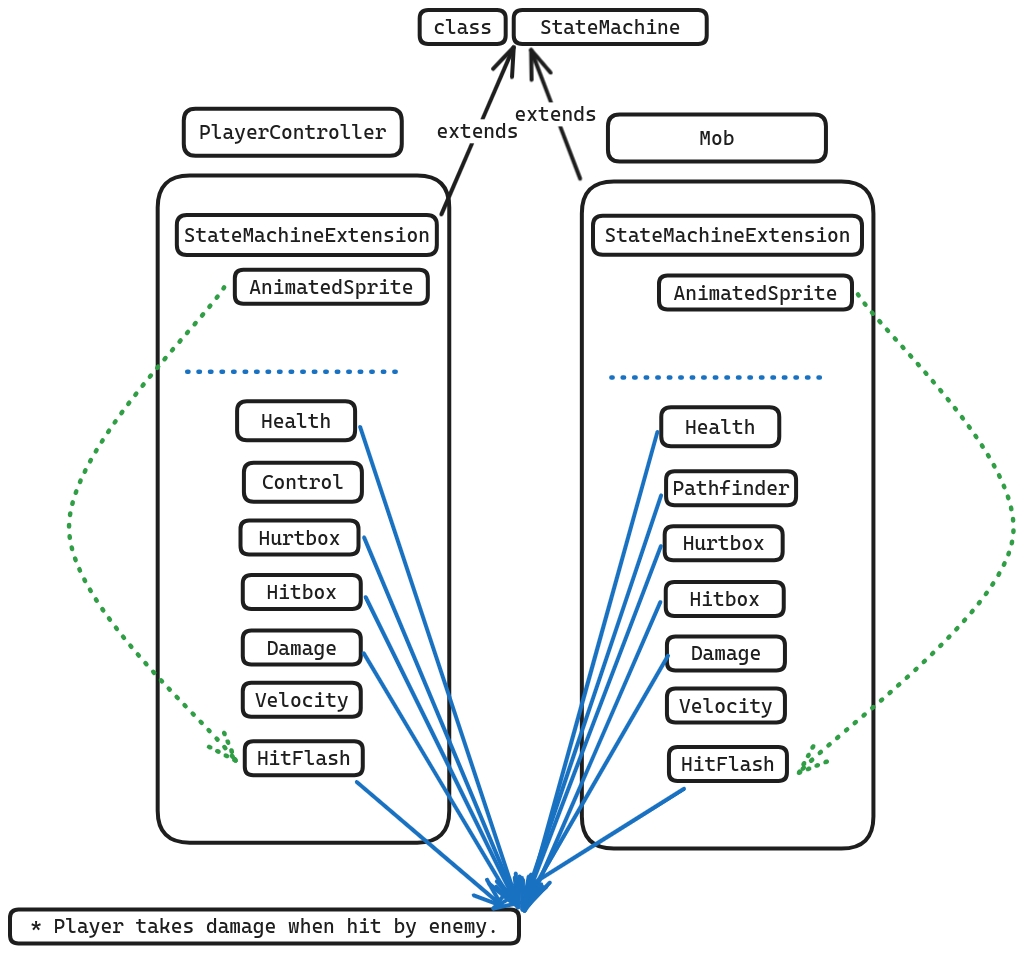 class StateMachine
extends
extends
PlayerController
Mob
StateMachineExtension
AnimatedSprite
Health
Control
Hurtbox
Hitbox
Damage
Velocity
HitFlash
StateMachineExtension
AnimatedSprite
Health
Pathfinder
Hurtbox
Hitbox
Damage
Velocity
HitFlash
* Player takes damage when hit by enemy.